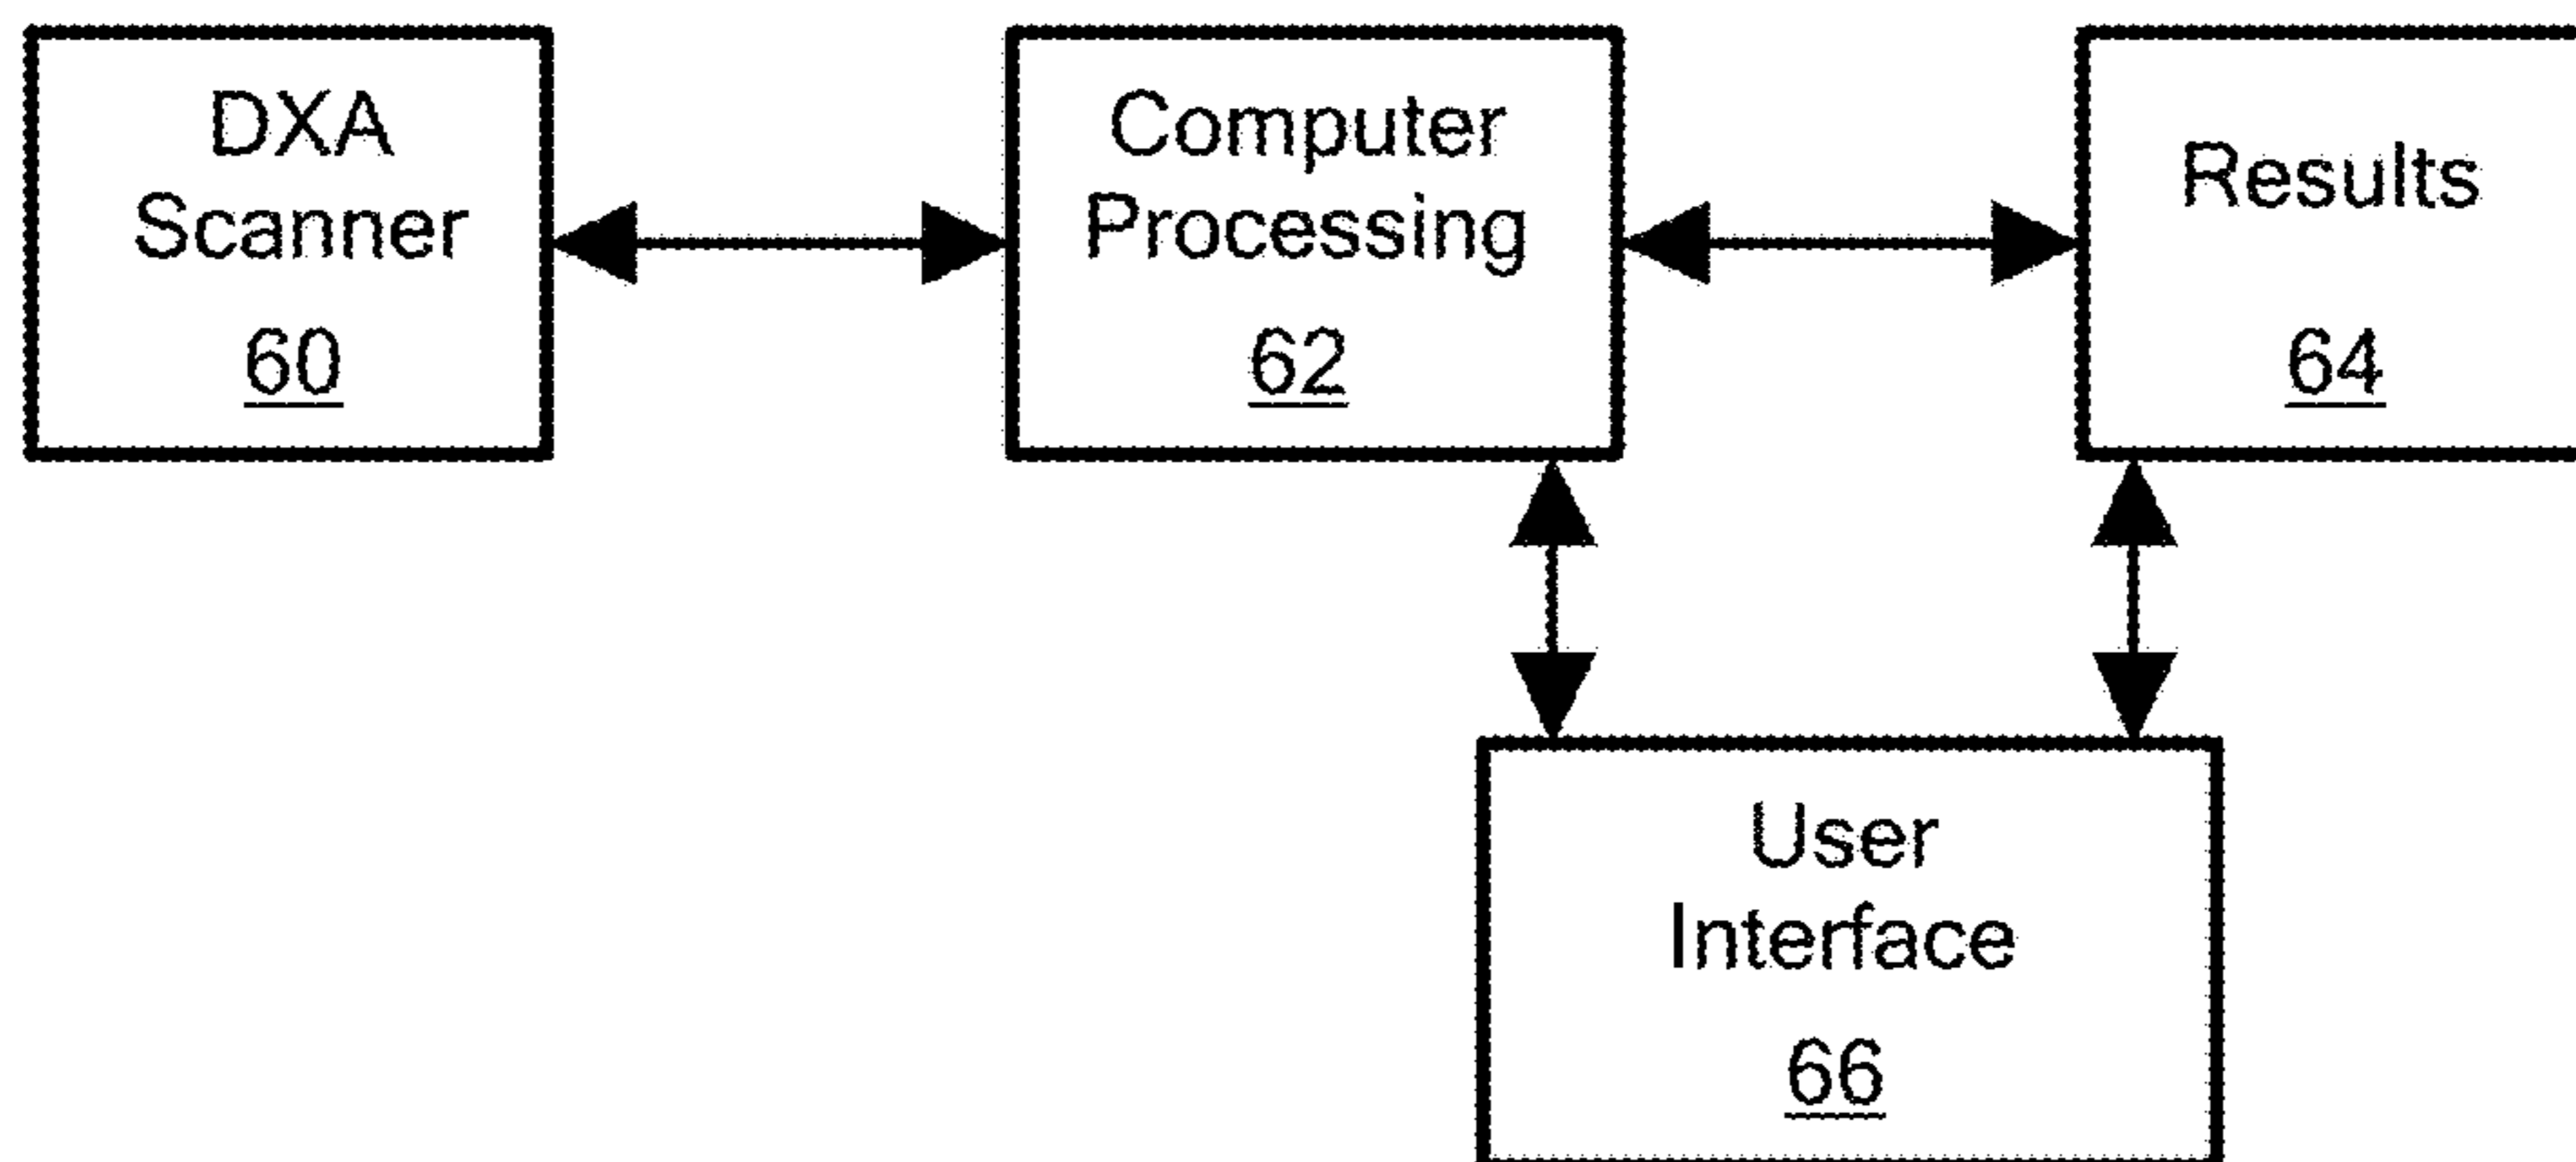 DXA
Scanner
60
Computer
Processing
62
Results
64
User
Interface
66